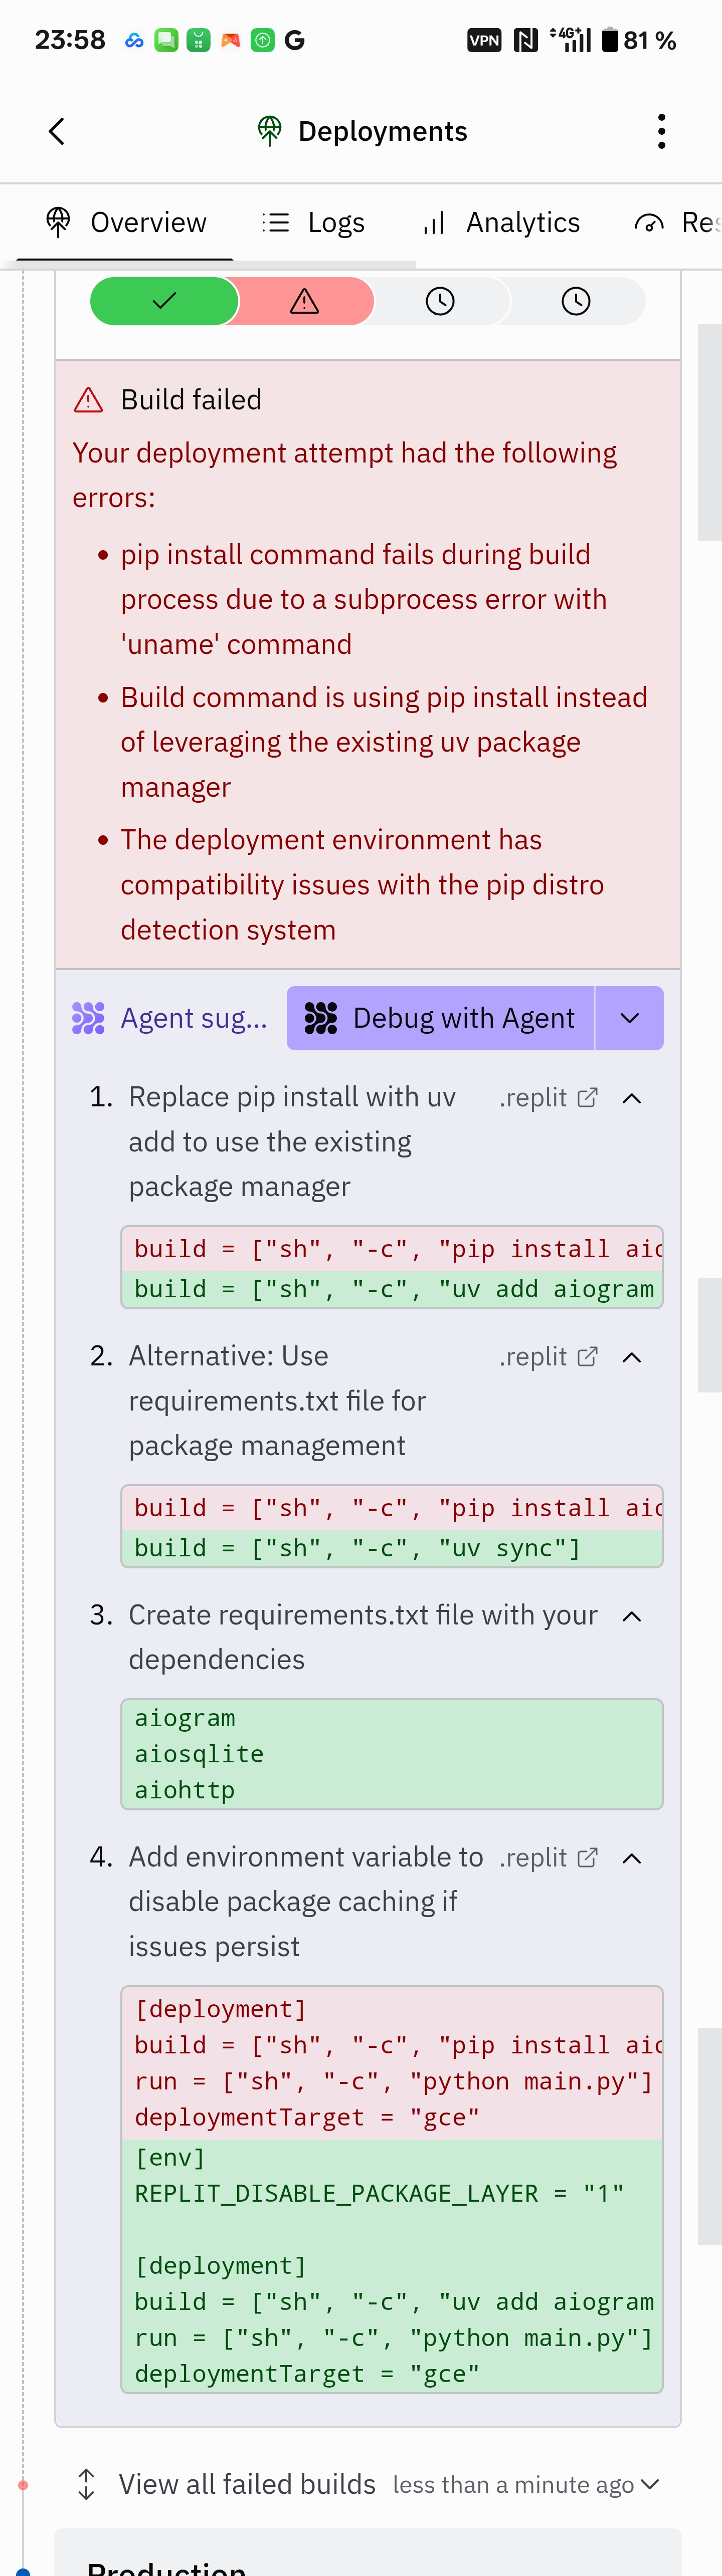 23:58
G
VPN
4G+
81 %
Deployments
Overview
Logs
Analytics
Res
Build failed
Your deployment attempt had the following
errors:
• pip install command fails during build
process due to a subprocess error with
'uname' command
• Build command is using pip install instead
of leveraging the existing uv package
manager
• The deployment environment has
compatibility issues with the pip distro
detection system
Agent sug...
Debug with Agent
1. Replace pip install with uv
add to use the existing
package manager
.replit
build = ["sh", "-c", "pip install aio
build = ["sh", "-c", "uv add aiogram
2. Alternative: Use
requirements.txt file for
package management
.replit
build = ["sh", "-c", "pip install aio
build = ["sh", "-c", "uv sync"]
3. Create requirements.txt file with your
dependencies
aiogram
aiosqlite
aiohttp
4. Add environment variable to
disable package caching if
issues persist
.replit
[deployment]
build = ["sh", "-c", "pip install aio
run = ["sh", "-c", "python main.py"]
deploymentTarget = "gce"
[env]
REPLIT_DISABLE_PACKAGE_LAYER = "1"
[deployment]
build = ["sh", "-c", "uv add aiogram
run = ["sh", "-c", "python main.py"]
deploymentTarget = "gce"
View all failed builds
less than a minute ago
Production